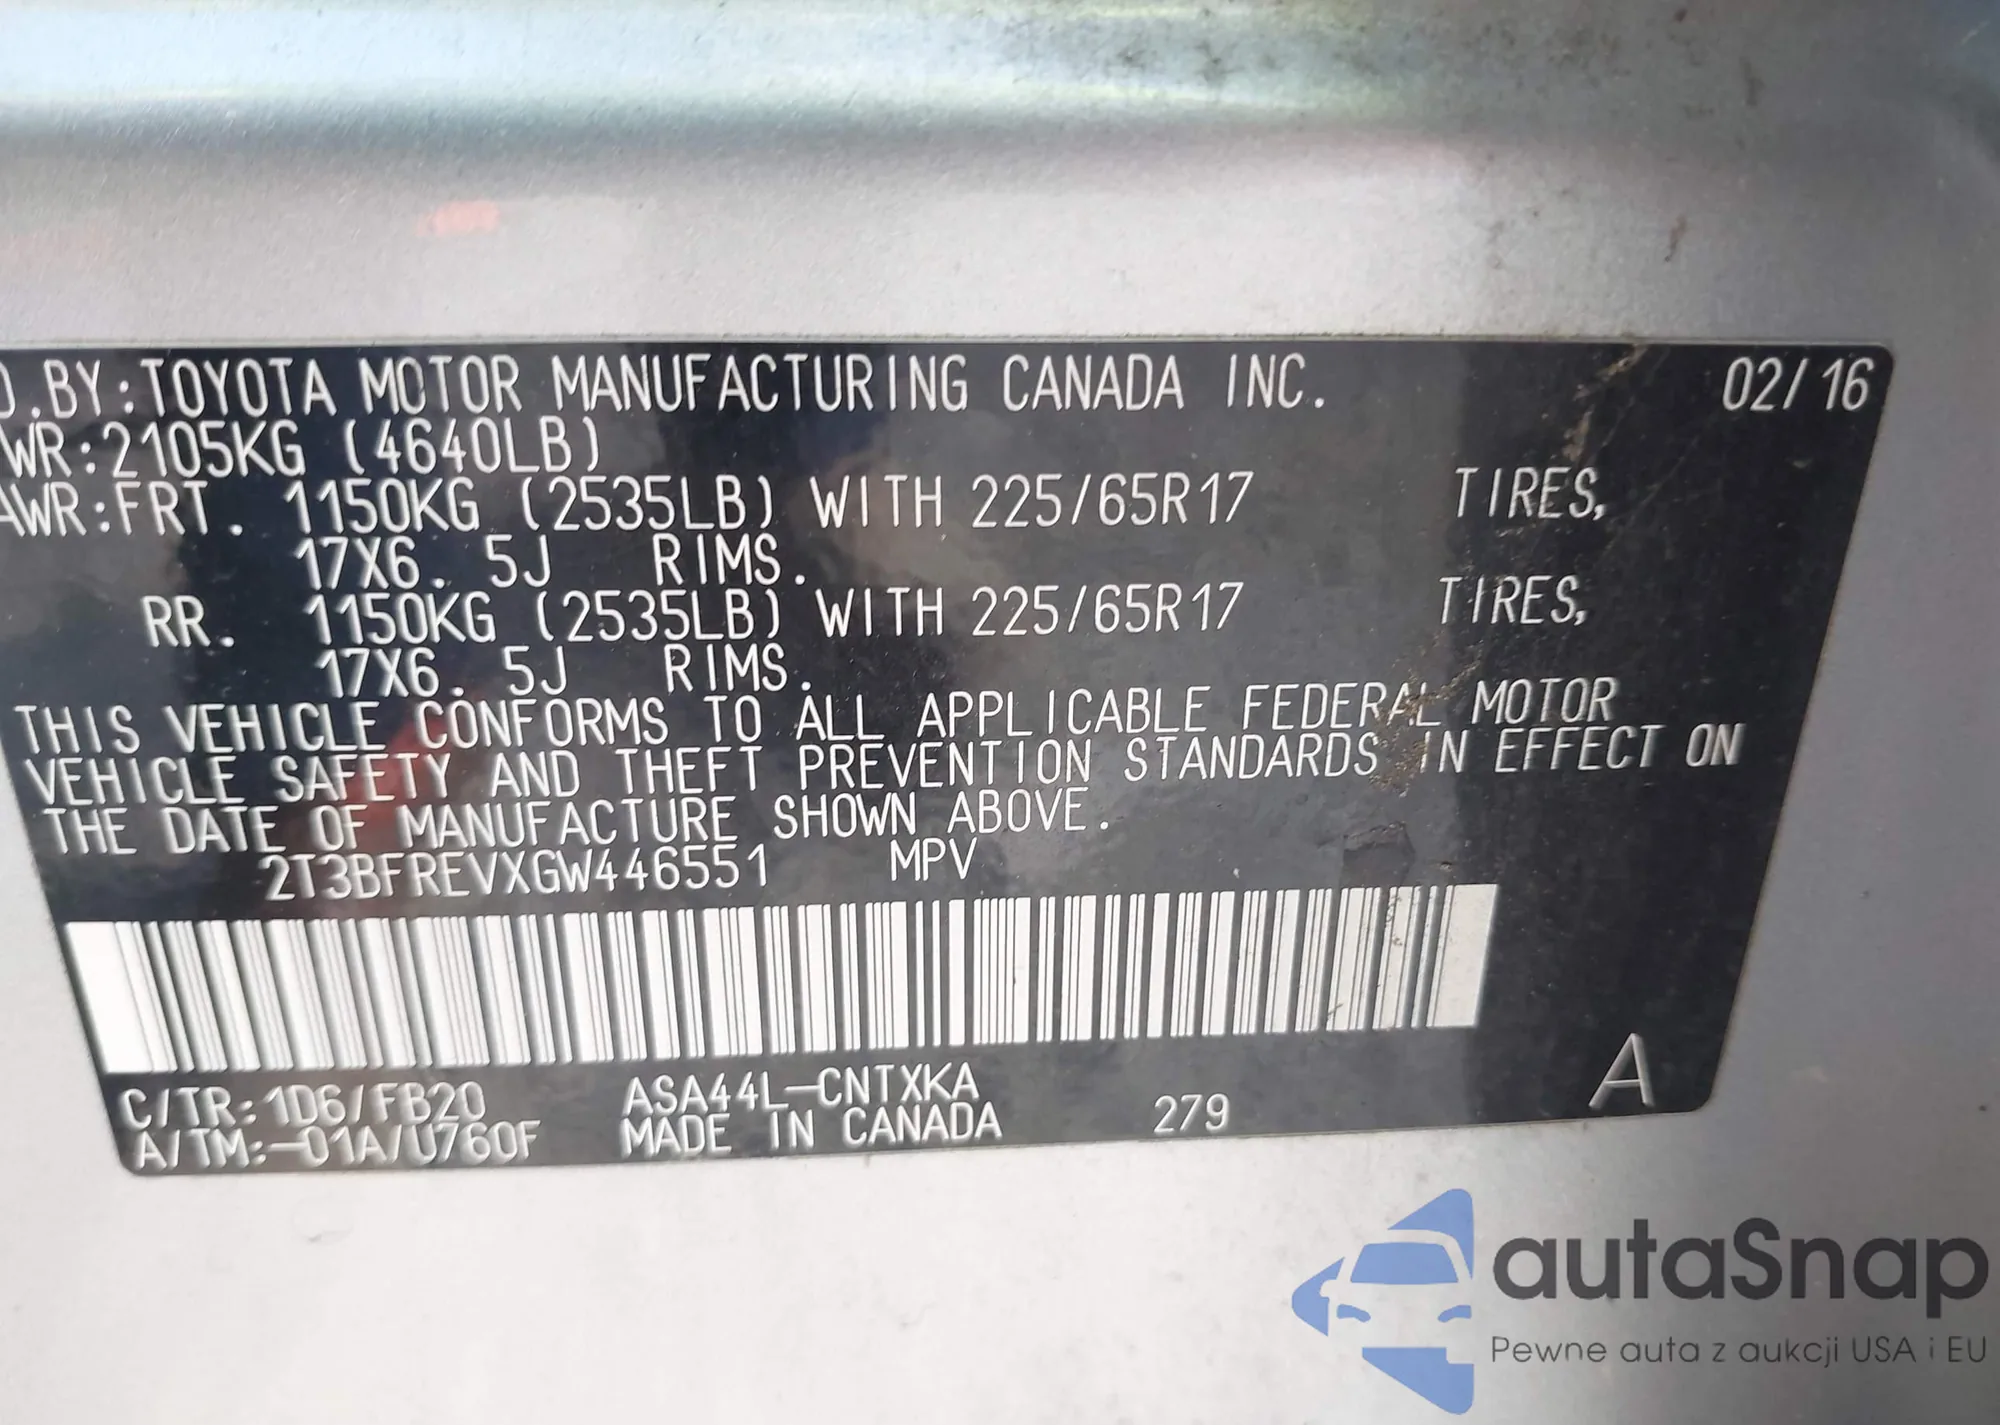 D.BY:TOYOTA MOTOR MANUFACTURING CANADA INC. 02/16
WR:2105KG (4640LB)
AWR:FRT. 1150KG (2535LB) WITH 225/65R17 TIRES,
17X6.5J RIMS.
RR. 1150KG (2535LB) WITH 225/65R17 TIRES,
17X6.5J RIMS.
THIS VEHICLE CONFORMS TO ALL APPLICABLE FEDERAL MOTOR
VEHICLE SAFETY AND THEFT PREVENTION STANDARDS IN EFFECT ON
THE DATE OF MANUFACTURE SHOWN ABOVE.
2T3BFREVXGW446551 MPV
C/TR:1D6/FB20 ASA44L-CNTXKA
A/TM:-01A/U760F MADE IN CANADA 279 A
autaSnap
Pewne auta z aukcji USA i EU